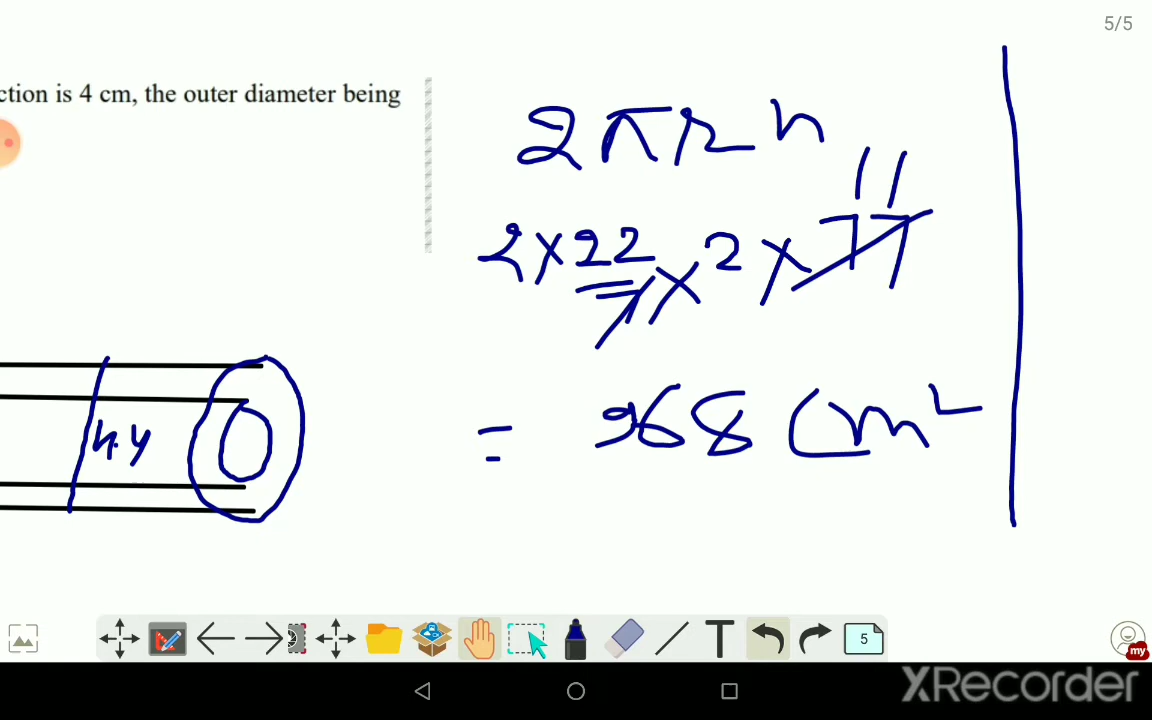 5/5
ction is 4 cm, the outer diameter being
2πrh
2 × 22/7 × 2 × 77 11
= 968 cm²
4.4
5
my
XRecorder